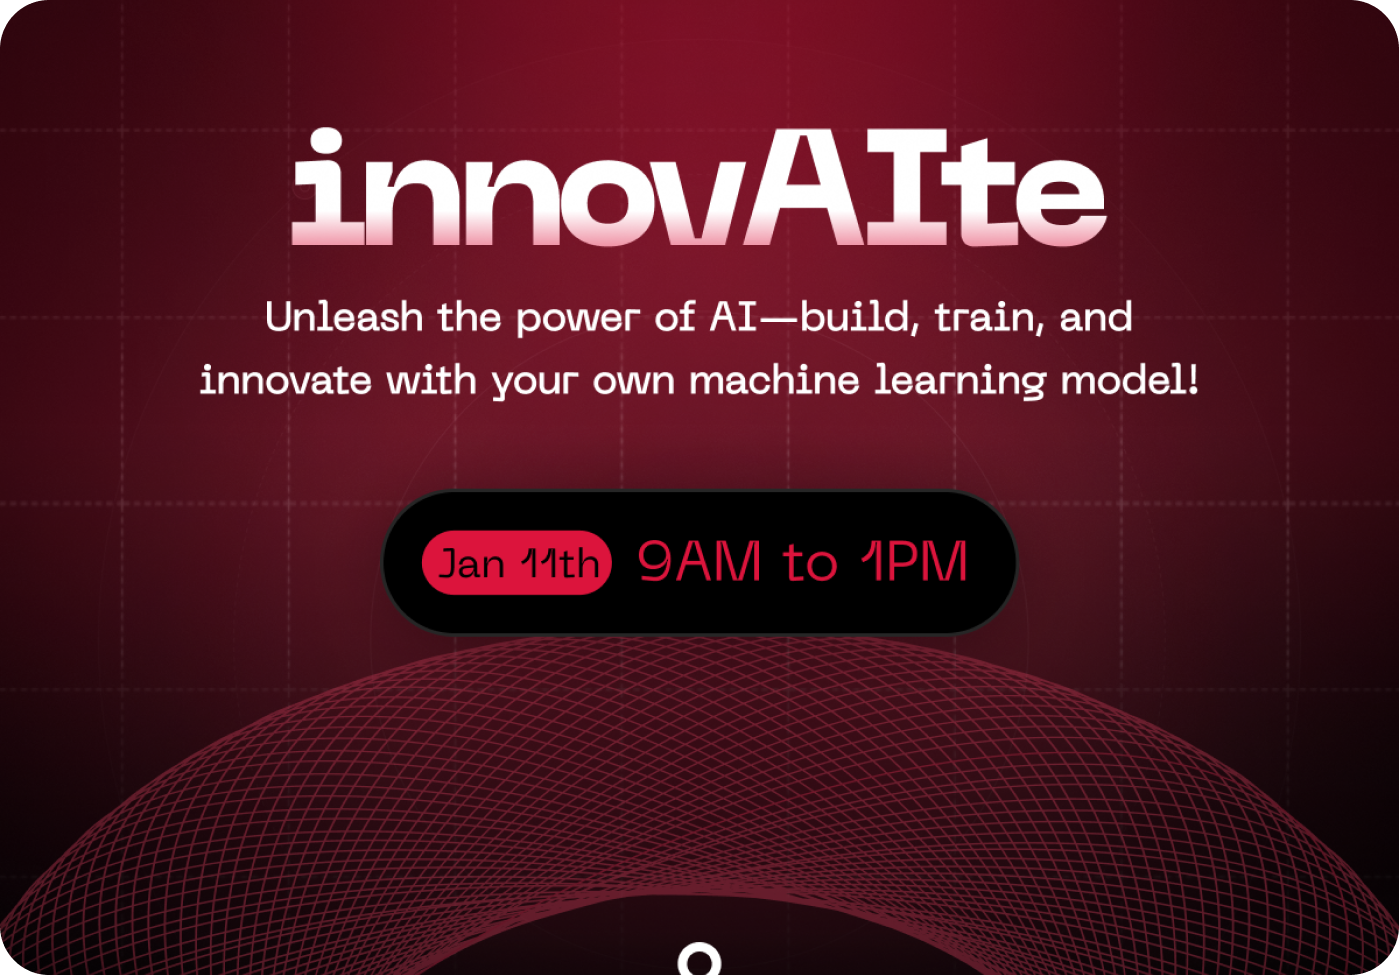 innovAIte
Unleash the power of AI—build, train, and
innovate with your own machine learning model!
Jan 11th 9AM to 1PM